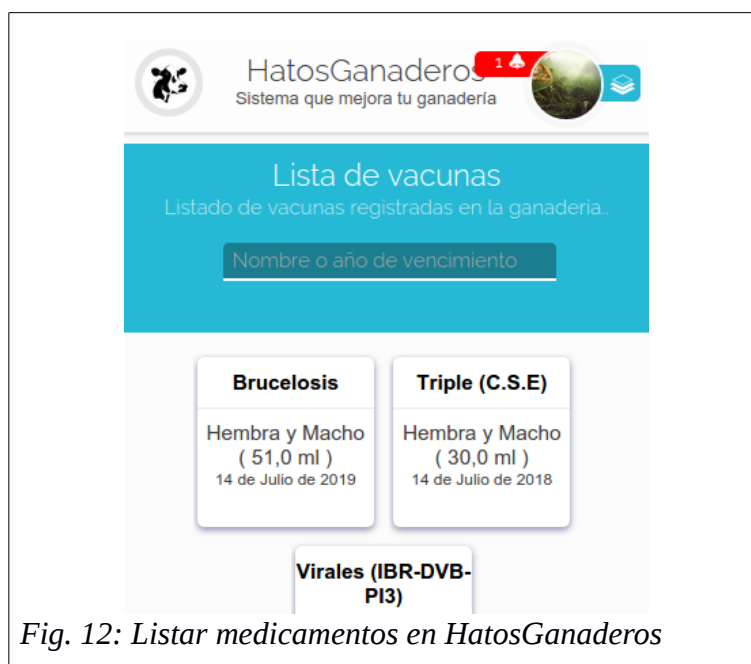 HatosGanaderos
1
Sistema que mejora tu ganadería
Lista de vacunas
Listado de vacunas registradas en la ganadería..
Nombre o año de vencimiento
Brucelosis
Hembra y Macho
( 51,0 ml )
14 de Julio de 2019
Triple (C.S.E)
Hembra y Macho
( 30,0 ml )
14 de Julio de 2018
Virales (IBR-DVB-
PI3)
Fig. 12: Listar medicamentos en HatosGanaderos